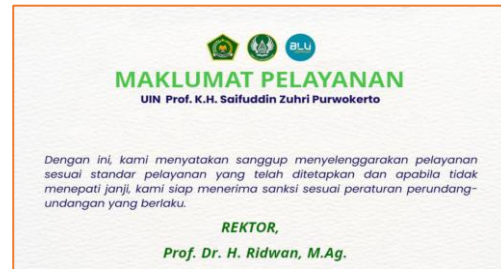 BLU
MAKLUMAT PELAYANAN
UIN Prof. K.H. Saifuddin Zuhri Purwokerto
Dengan ini, kami menyatakan sanggup menyelenggarakan pelayanan
sesuai standar pelayanan yang telah ditetapkan dan apabila tidak
menepati janji, kami siap menerima sanksi sesuai peraturan perundang-
undangan yang berlaku.
REKTOR,
Prof. Dr. H. Ridwan, M.Ag.